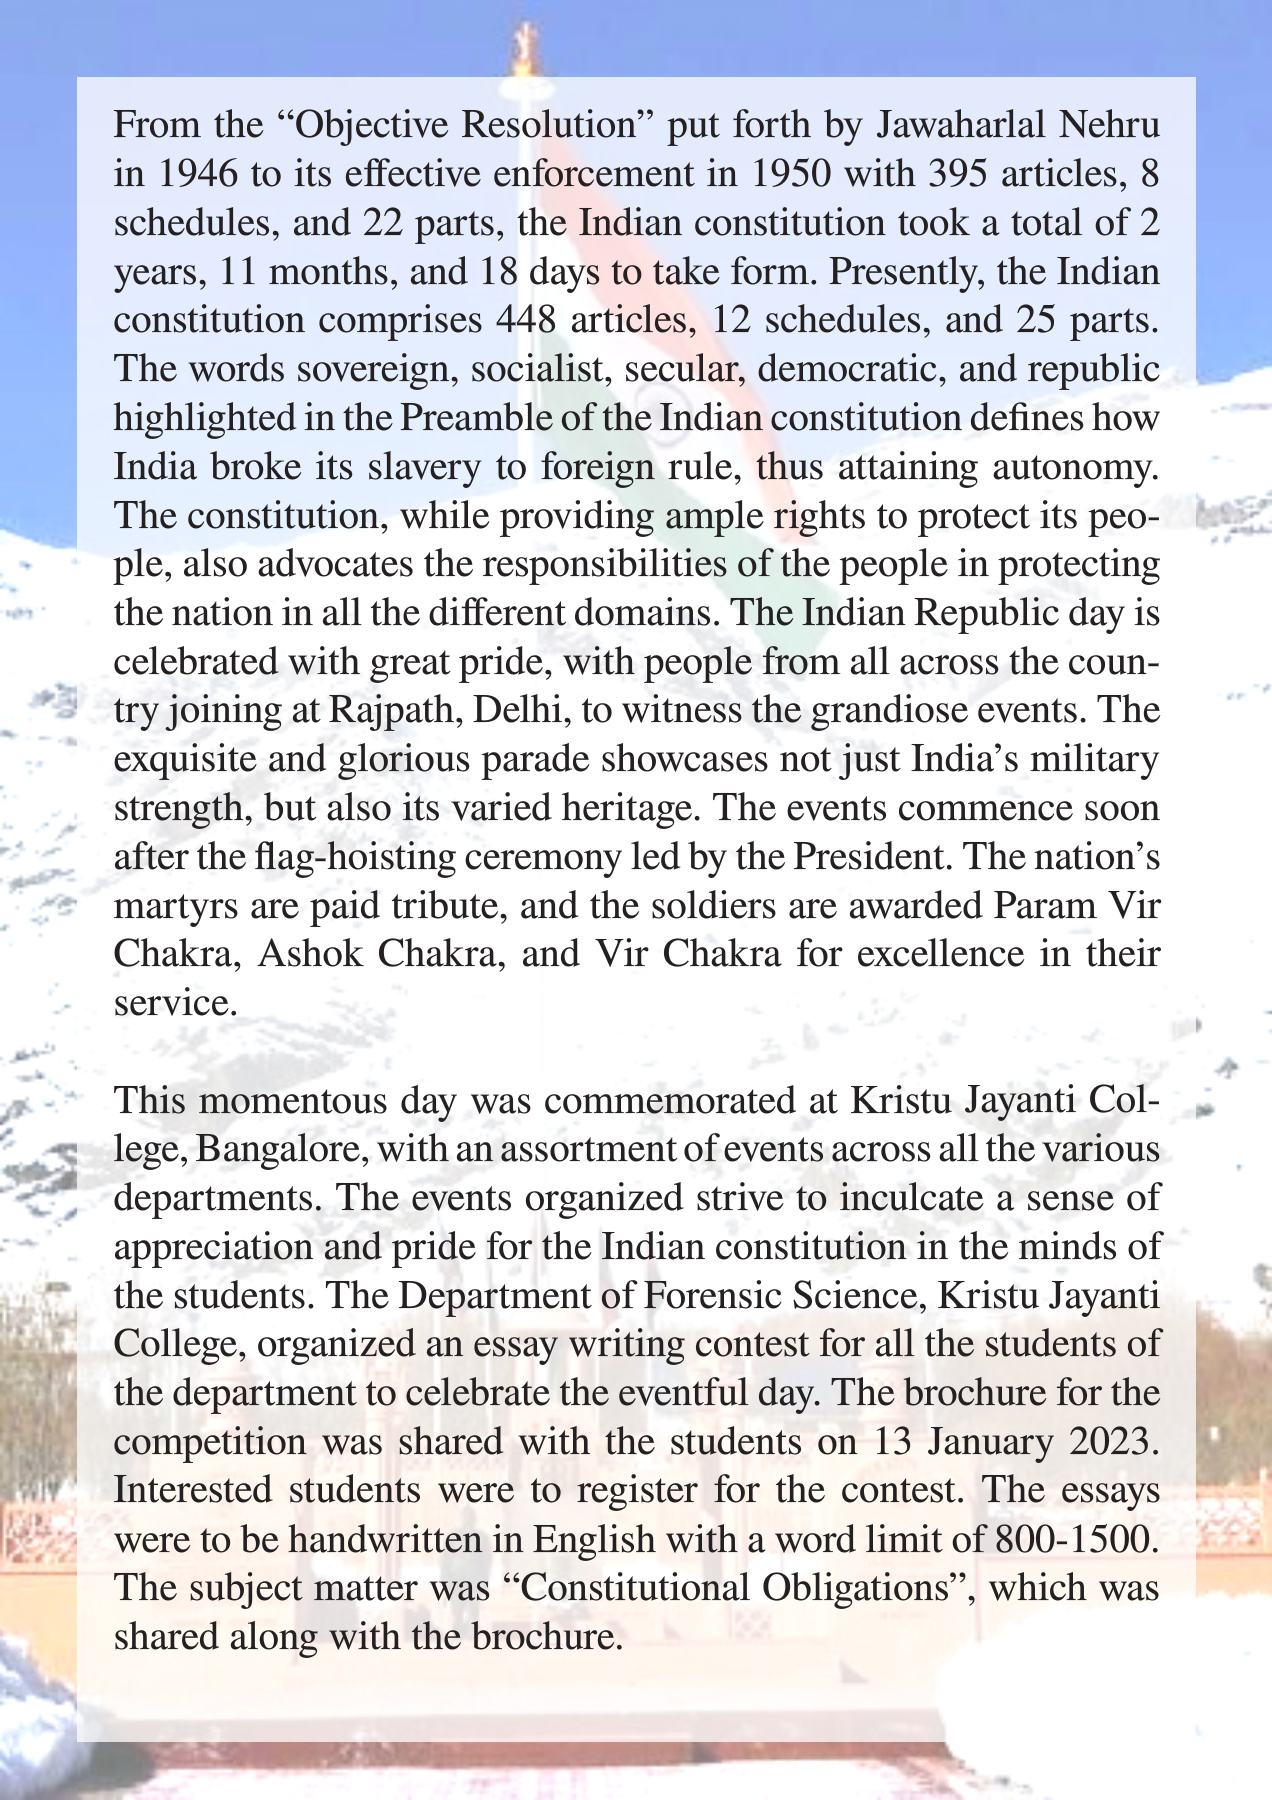 From the “Objective Resolution” put forth by Jawaharlal Nehru
in 1946 to its effective enforcement in 1950 with 395 articles, 8
schedules, and 22 parts, the Indian constitution took a total of 2
years, 11 months, and 18 days to take form. Presently, the Indian
constitution comprises 448 articles, 12 schedules, and 25 parts.
The words sovereign, socialist, secular, democratic, and republic
highlighted in the Preamble of the Indian constitution defines how
India broke its slavery to foreign rule, thus attaining autonomy.
The constitution, while providing ample rights to protect its peo-
ple, also advocates the responsibilities of the people in protecting
the nation in all the different domains. The Indian Republic day is
celebrated with great pride, with people from all across the coun-
try joining at Rajpath, Delhi, to witness the grandiose events. The
exquisite and glorious parade showcases not just India’s military
strength, but also its varied heritage. The events commence soon
after the flag-hoisting ceremony led by the President. The nation’s
martyrs are paid tribute, and the soldiers are awarded Param Vir
Chakra, Ashok Chakra, and Vir Chakra for excellence in their
service.
This momentous day was commemorated at Kristu Jayanti Col-
lege, Bangalore, with an assortment of events across all the various
departments. The events organized strive to inculcate a sense of
appreciation and pride for the Indian constitution in the minds of
the students. The Department of Forensic Science, Kristu Jayanti
College, organized an essay writing contest for all the students of
the department to celebrate the eventful day. The brochure for the
competition was shared with the students on 13 January 2023.
Interested students were to register for the contest. The essays
were to be handwritten in English with a word limit of 800-1500.
The subject matter was “Constitutional Obligations”, which was
shared along with the brochure.